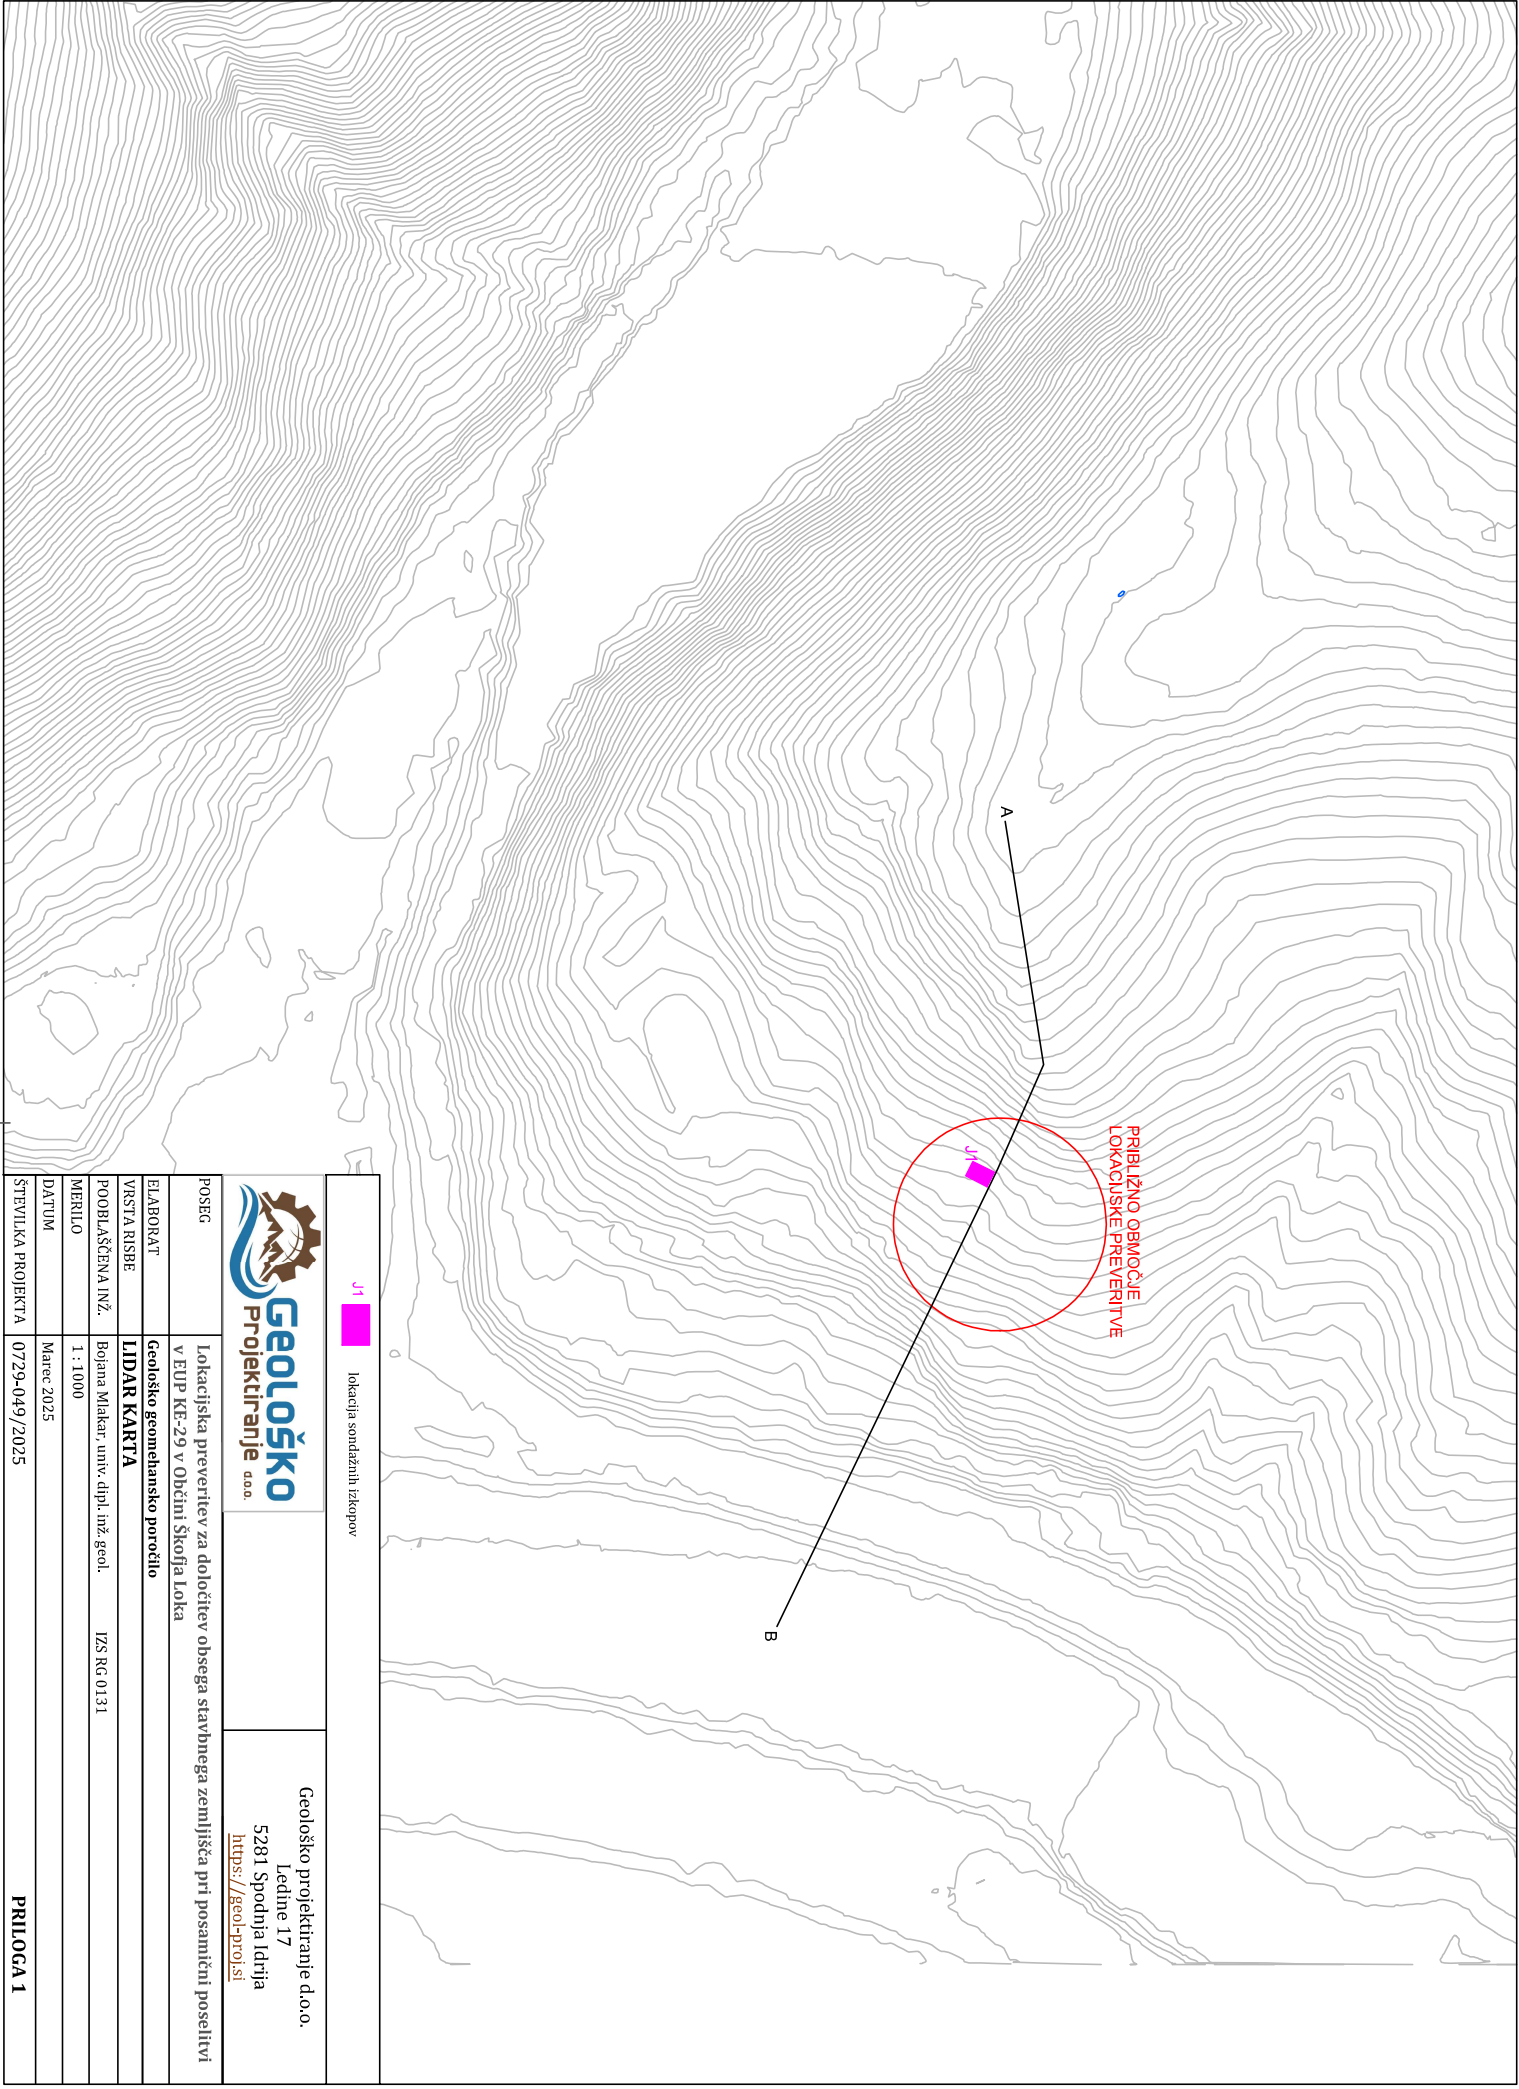 PRIBLIŽNO OBMOČJE
LOKACIJSKE PREVERITVE
A
J1
B
J1 lokacija sondažnih izkopov
GEOLOŠKO
Projektiranje d.o.o.
Geološko projektiranje d.o.o.
Ledine 17
5281 Spodnja Idrija
https://geol-proj.si
POSEG Lokacijska preveritev za določitev obsega stavbnega zemljišča pri posamični poselitvi
v EUP KE-29 v Občini Škofja Loka
ELABORAT Geološko geomehansko poročilo
VRSTA RISBE LIDAR KARTA
POOBLAŠČENA INŽ. Bojana Mlakar, univ. dipl. inž. geol. IZS RG 0131
MERILO 1 : 1000
DATUM Marec 2025
ŠTEVILKA PROJEKTA 0729-049/2025 PRILOGA 1